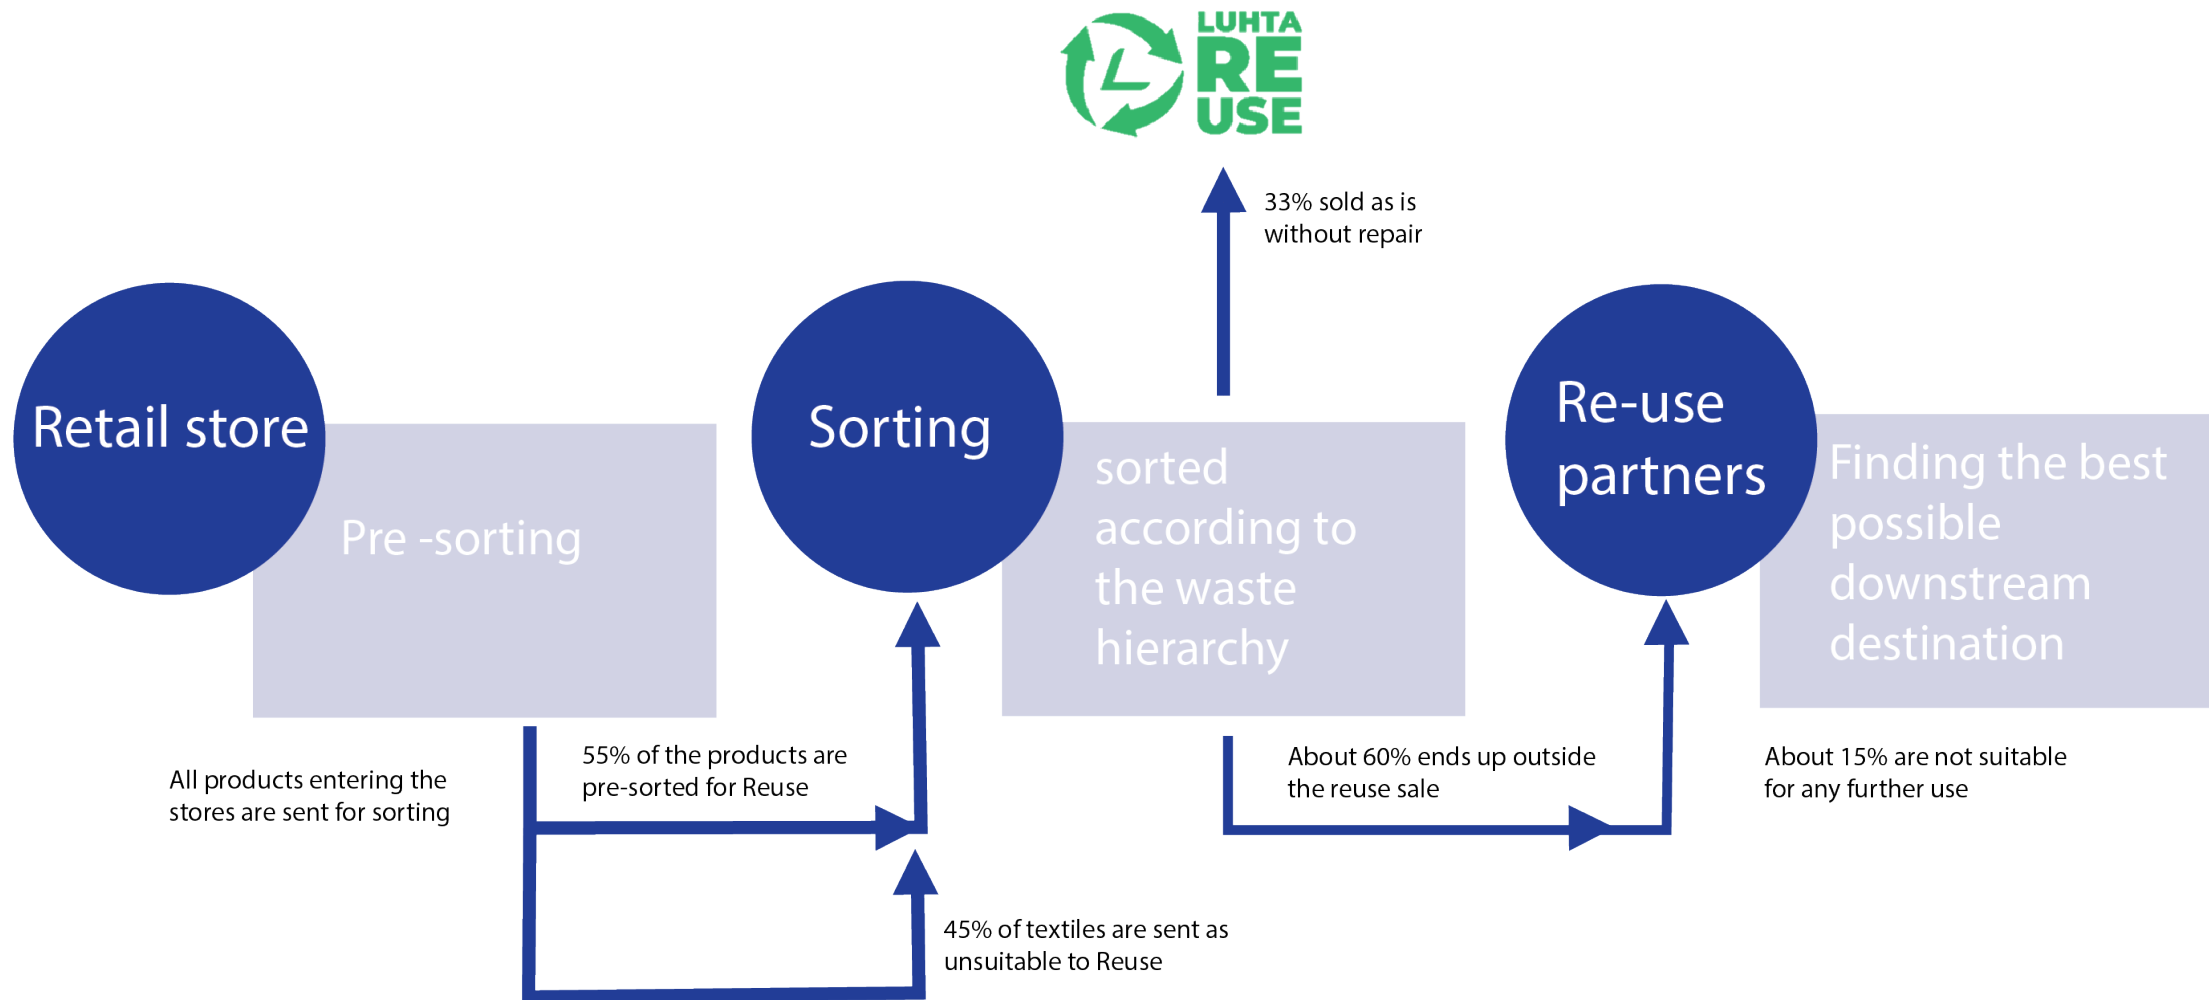 LUHTA
RE
USE
L
33% sold as is
without repair
Retail store
Pre -sorting
Sorting
sorted
according to
the waste
hierarchy
Re-use
partners
Finding the best
possible
downstream
destination
All products entering the
stores are sent for sorting
55% of the products are
pre-sorted for Reuse
45% of textiles are sent as
unsuitable to Reuse
About 60% ends up outside
the reuse sale
About 15% are not suitable
for any further use